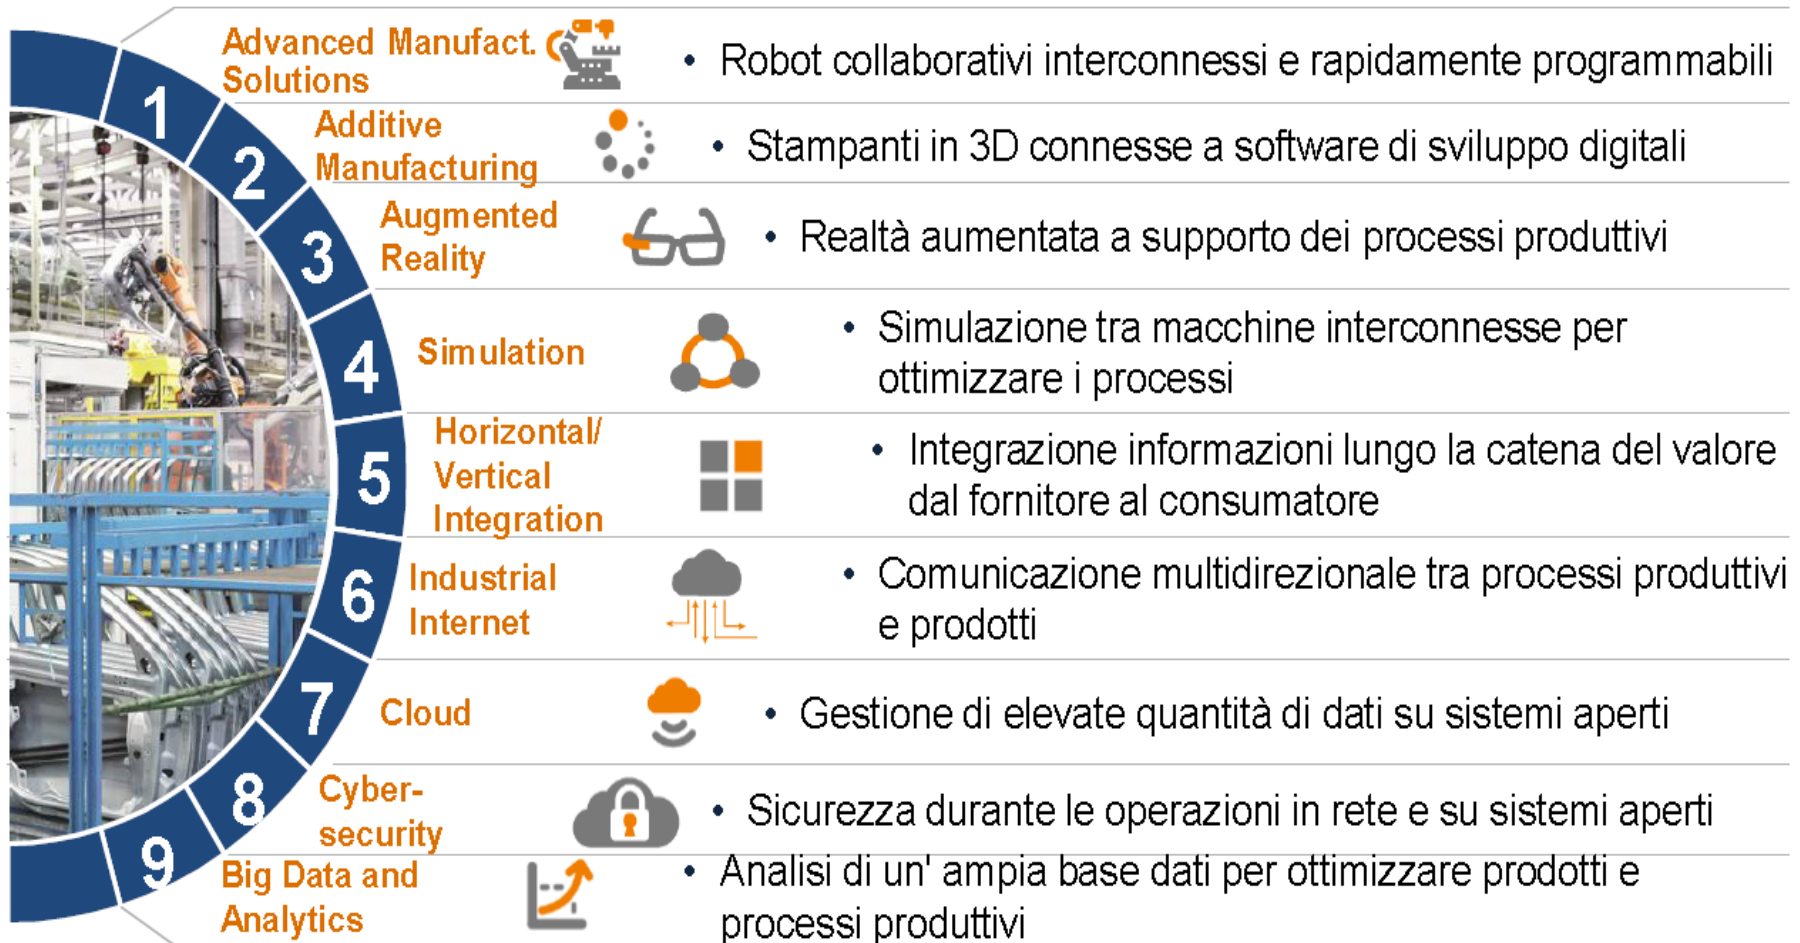 1
Advanced Manufact.
Solutions
• Robot collaborativi interconnessi e rapidamente programmabili
2
Additive
Manufacturing
• Stampanti in 3D connesse a software di sviluppo digitali
3
Augmented
Reality
• Realtà aumentata a supporto dei processi produttivi
4
Simulation
• Simulazione tra macchine interconnesse per
ottimizzare i processi
5
Horizontal/
Vertical
Integration
• Integrazione informazioni lungo la catena del valore
dal fornitore al consumatore
6
Industrial
Internet
• Comunicazione multidirezionale tra processi produttivi
e prodotti
7
Cloud
• Gestione di elevate quantità di dati su sistemi aperti
8
Cyber-
security
• Sicurezza durante le operazioni in rete e su sistemi aperti
9
Big Data and
Analytics
• Analisi di un' ampia base dati per ottimizzare prodotti e
processi produttivi